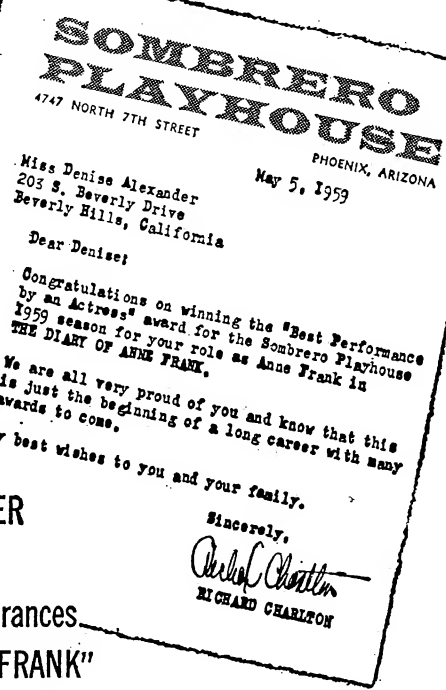 SOMBRERO
PLAYHOUSE
4747 NORTH 7TH STREET
PHOENIX, ARIZONA
May 5, 1959
Miss Denise Alexander
203 S. Beverly Drive
Beverly Hills, California
Dear Denise:
Congratulations on winning the "Best Performance
by an Actress" award for the Sombrero Playhouse
1959 season for your role as Anne Frank in
THE DIARY OF ANNE FRANK.
We are all very proud of you and know that this
is just the beginning of a long career with many
awards to come.
best wishes to you and your family.
Sincerely,
Richard Charlton
RICHARD CHARLTON
ER
rances
FRANK"